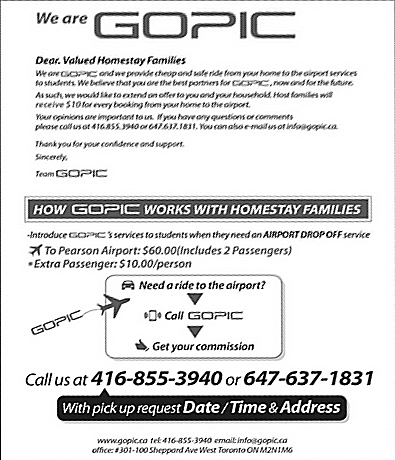 We are GOPIC
Dear. Valued Homestay Families
We are GOPIC and we provide cheap and safe ride from your home to the airport services
to students. We believe that you are the best partners for GOPIC, now and for the future.
As such, we would like to extend an offer to you and your household. Host families will
receive $10 for every booking from your home to the airport.
Your opinions are important to us. If you have any questions or comments
please call us at 416.855.3940 or 647.637.1831. You can also e-mail us at info@gopic.ca.
Thank you for your confidence and support.
Sincerely,
Team GOPIC
HOW GOPIC WORKS WITH HOMESTAY FAMILIES
-Introduce GOPIC's services to students when they need an AIRPORT DROP OFF service
To Pearson Airport: $60.00(Includes 2 Passengers)
*Extra Passenger: $10.00/person
Need a ride to the airport?
GOPIC
Call GOPIC
Get your commission
Call us at 416-855-3940 or 647-637-1831
With pick up request Date / Time & Address
www.gopic.ca tel: 416-855-3940 email: info@gopic.ca
office: #301-100 Sheppard Ave West Toronto ON M2N1M6